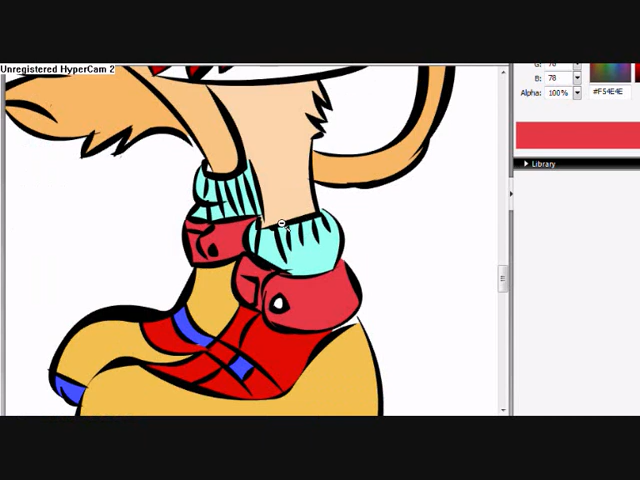 Unregistered HyperCam 2
G: 78
B: 78
Alpha: 100% #F54E4E
Library